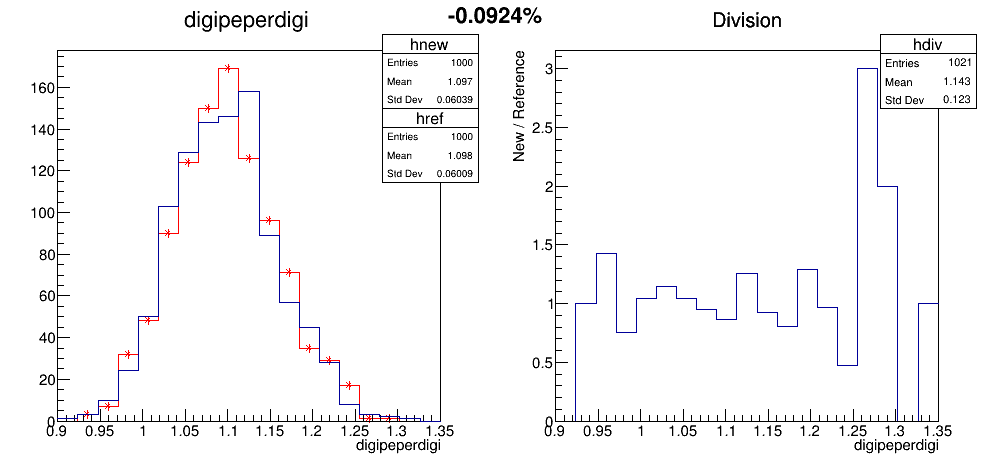 -0.0924%
digipeperdigi
hnew
Entries 1000
Mean 1.097
Std Dev 0.06039
href
Entries 1000
Mean 1.098
Std Dev 0.06009
160
140
120
100
80
60
40
20
0
0.9 0.95 1 1.05 1.1 1.15 1.2 1.25 1.3 1.35
digipeperdigi
Division
hdiv
Entries 1021
Mean 1.143
Std Dev 0.123
New / Reference
3
2.5
2
1.5
1
0.5
0
0.9 0.95 1 1.05 1.1 1.15 1.2 1.25 1.3 1.35
digipeperdigi